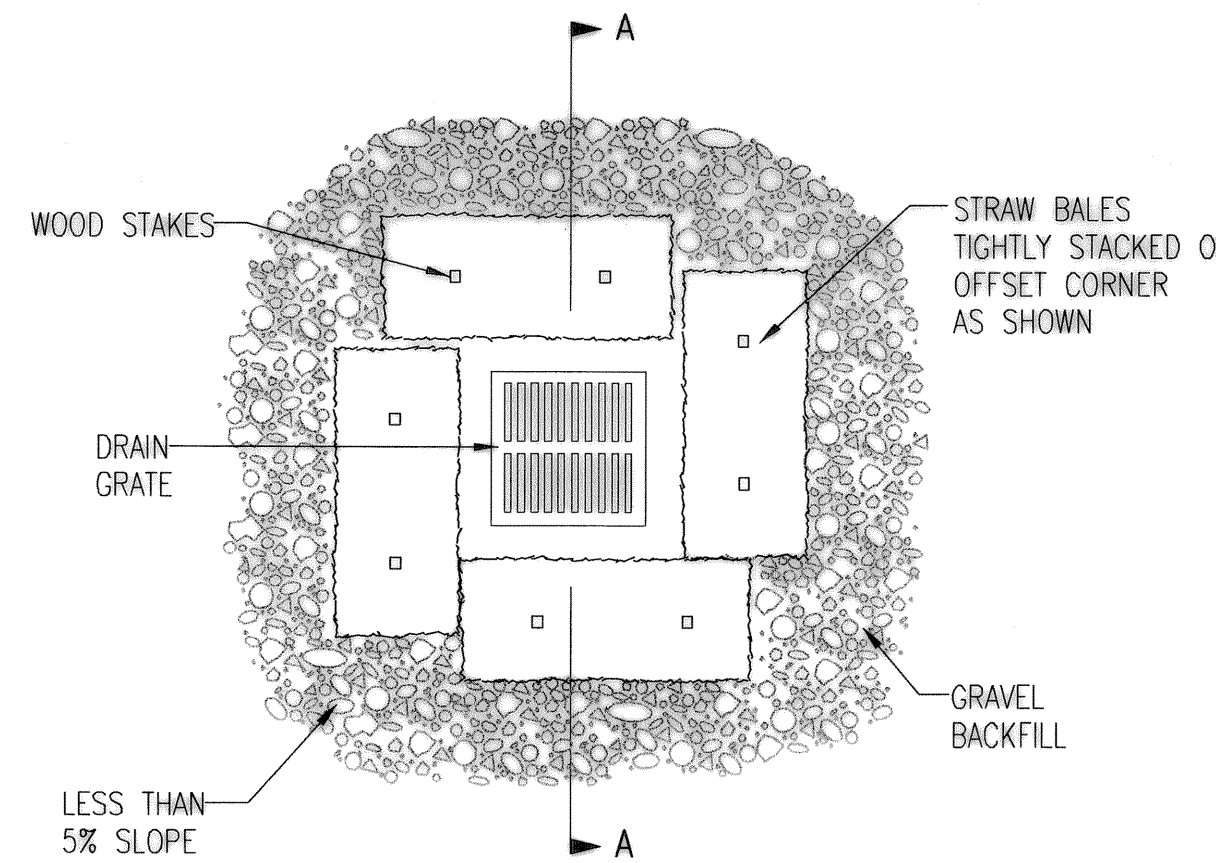 A
WOOD STAKES
STRAW BALES
TIGHTLY STACKED
OFFSET CORNER
AS SHOWN
DRAIN
GRATE
GRAVEL
BACKFILL
LESS THAN
5% SLOPE
A